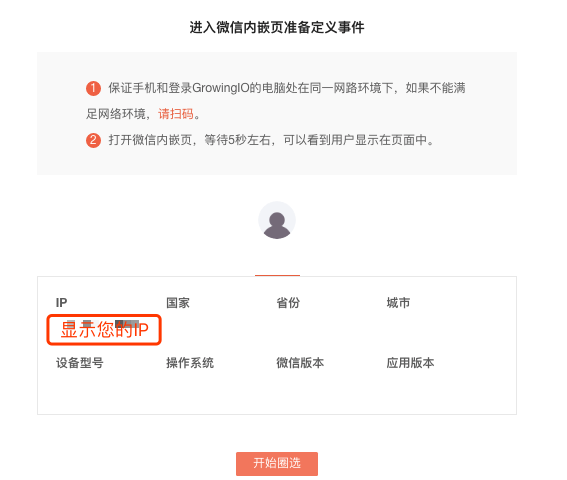 进入微信内嵌页准备定义事件
1 保证手机和登录GrowingIO的电脑处在同一网路环境下，如果不能满
足网络环境，请扫码。
2 打开微信内嵌页，等待5秒左右，可以看到用户显示在页面中。
IP 国家 省份 城市
显示您的IP
设备型号 操作系统 微信版本 应用版本
开始圈选